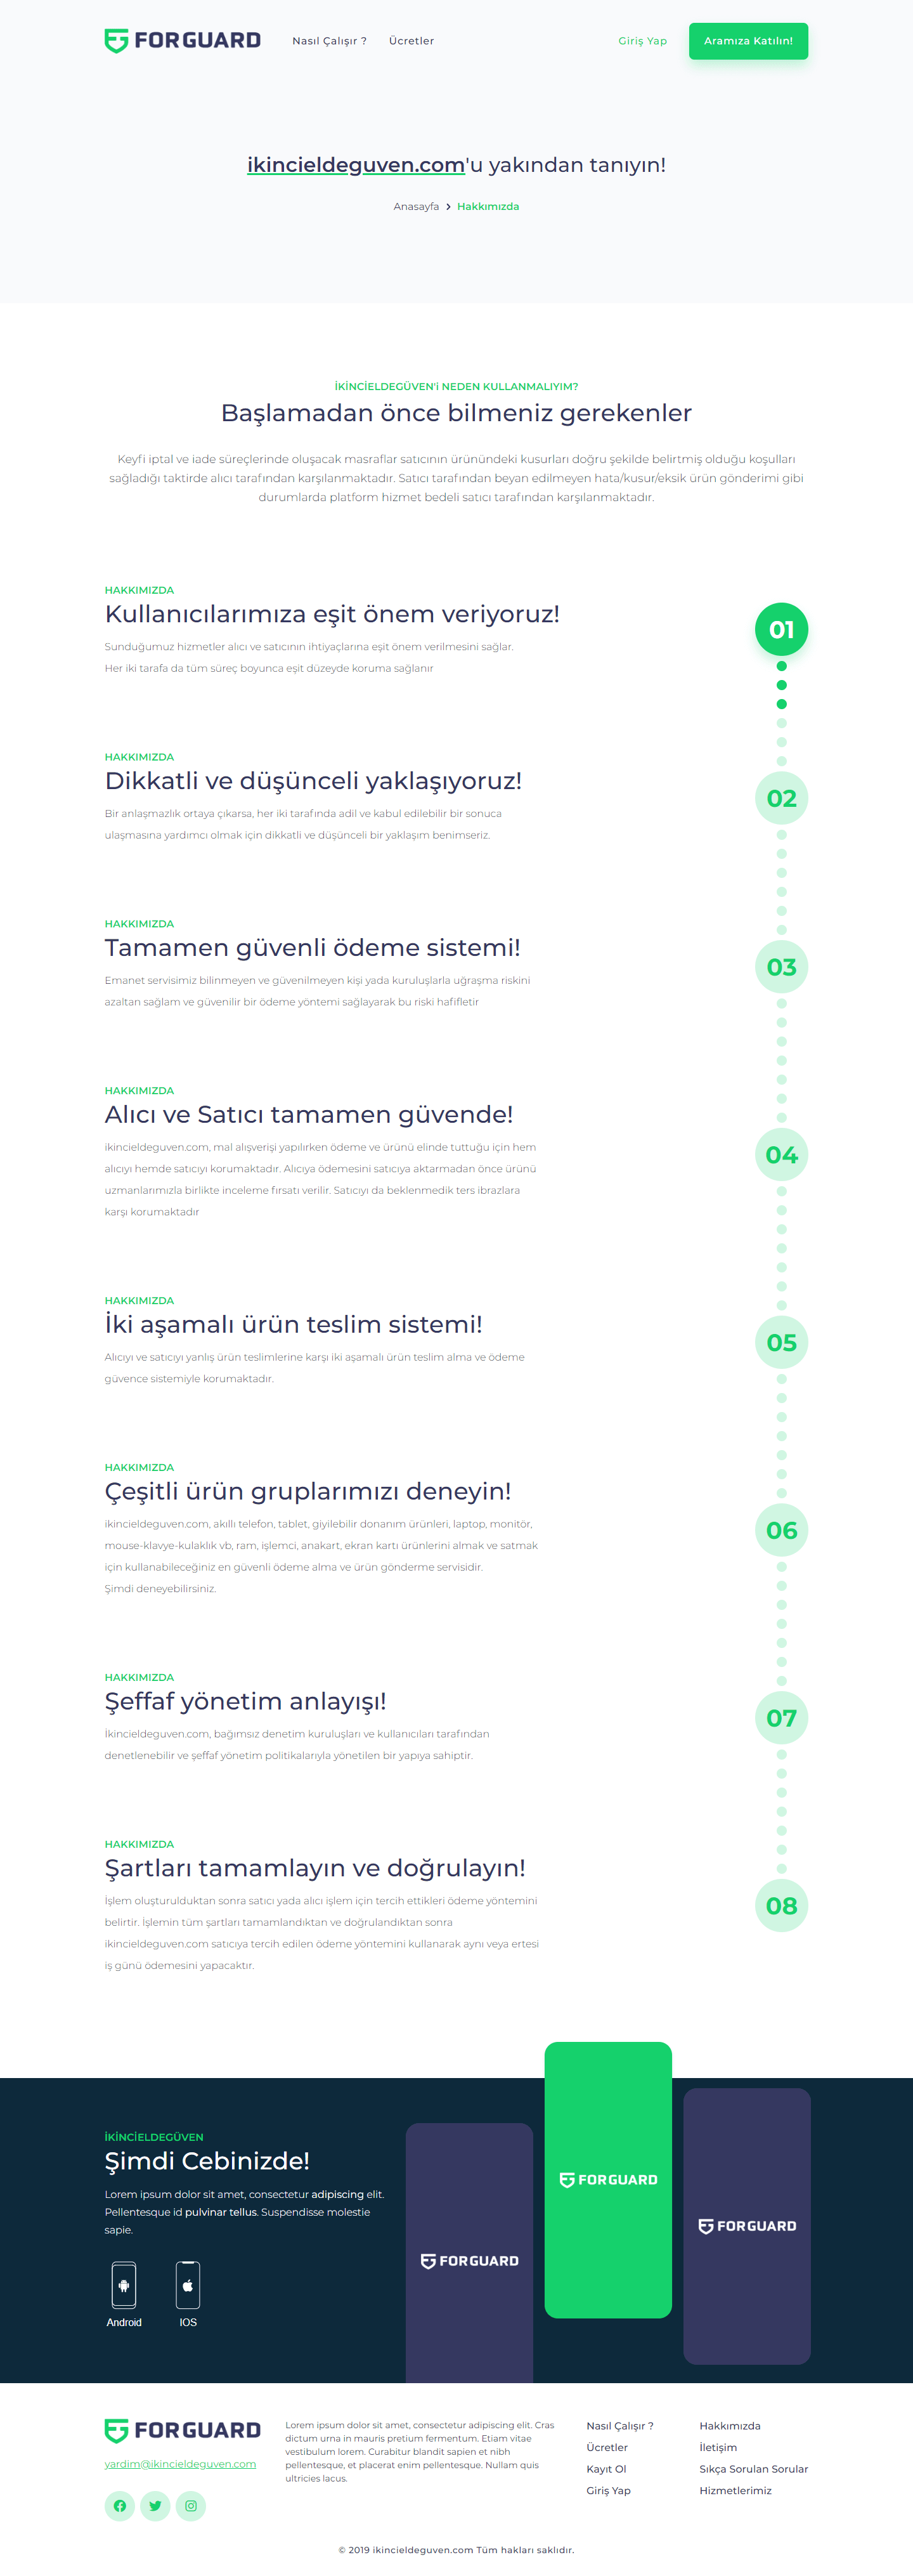 FORGUARD
Nasıl Çalışır ?
Ücretler
Giriş Yap
Aramıza Katılın!
ikincieldeguven.com'u yakından tanıyın!
Anasayfa > Hakkımızda
İKİNCİELDEGÜVEN'i NEDEN KULLANMALIYIM?
Başlamadan önce bilmeniz gerekenler
Keyfi iptal ve iade süreçlerinde oluşacak masraflar satıcının ürünündeki kusurları doğru şekilde belirtmiş olduğu koşulları
sağladığı taktirde alıcı tarafından karşılanmaktadır. Satıcı tarafından beyan edilmeyen hata/kusur/eksik ürün gönderimi gibi
durumlarda platform hizmet bedeli satıcı tarafından karşılanmaktadır.
HAKKIMIZDA
Kullanıcılarımıza eşit önem veriyoruz!
Sunduğumuz hizmetler alıcı ve satıcının ihtiyaçlarına eşit önem verilmesini sağlar.
Her iki tarafa da tüm süreç boyunca eşit düzeyde koruma sağlanır
01
HAKKIMIZDA
Dikkatli ve düşünceli yaklaşıyoruz!
Bir anlaşmazlık ortaya çıkarsa, her iki tarafında adil ve kabul edilebilir bir sonuca
ulaşmasına yardımcı olmak için dikkatli ve düşünceli bir yaklaşım benimseriz.
02
HAKKIMIZDA
Tamamen güvenli ödeme sistemi!
Emanet servisimiz bilinmeyen ve güvenilmeyen kişi yada kuruluşlarla uğraşma riskini
azaltan sağlam ve güvenilir bir ödeme yöntemi sağlayarak bu riski hafifletir
03
HAKKIMIZDA
Alıcı ve Satıcı tamamen güvende!
ikincieldeguven.com, mal alışverişi yapılırken ödeme ve ürünü elinde tuttuğu için hem
alıcıyı hemde satıcıyı korumaktadır. Alıcıya ödemesini satıcıya aktarmadan önce ürünü
uzmanlarımızla birlikte inceleme fırsatı verilir. Satıcıyı da beklenmedik ters ibrazlara
karşı korumaktadır
04
HAKKIMIZDA
İki aşamalı ürün teslim sistemi!
Alıcıyı ve satıcıyı yanlış ürün teslimlerine karşı iki aşamalı ürün teslim alma ve ödeme
güvence sistemiyle korumaktadır.
05
HAKKIMIZDA
Çeşitli ürün gruplarımızı deneyin!
ikincieldeguven.com, akıllı telefon, tablet, giyilebilir donanım ürünleri, laptop, monitör,
mouse-klavye-kulaklık vb, ram, işlemci, anakart, ekran kartı ürünlerini almak ve satmak
için kullanabileceğiniz en güvenli ödeme alma ve ürün gönderme servisidir.
Şimdi deneyebilirsiniz.
06
HAKKIMIZDA
Şeffaf yönetim anlayışı!
İkincieldeguven.com, bağımsız denetim kuruluşları ve kullanıcıları tarafından
denetlenebilir ve şeffaf yönetim politikalarıyla yönetilen bir yapıya sahiptir.
07
HAKKIMIZDA
Şartları tamamlayın ve doğrulayın!
İşlem oluşturulduktan sonra satıcı yada alıcı işlem için tercih ettikleri ödeme yöntemini
belirtir. İşlemin tüm şartları tamamlandıktan ve doğrulandıktan sonra
ikincieldeguven.com satıcıya tercih edilen ödeme yöntemini kullanarak aynı veya ertesi
iş günü ödemesini yapacaktır.
08
İKİNCİELDEGÜVEN
Şimdi Cebinizde!
Lorem ipsum dolor sit amet, consectetur adipiscing elit.
Pellentesque id pulvinar tellus. Suspendisse molestie
sapie.
Android
IOS
FORGUARD
FORGUARD
FORGUARD
FORGUARD
yardim@ikincieldeguven.com
Lorem ipsum dolor sit amet, consectetur adipiscing elit. Cras
dictum urna in mauris pretium fermentum. Etiam vitae
vestibulum lorem. Curabitur blandit sapien et nibh
pellentesque, et placerat enim pellentesque. Nullam quis
ultricies lacus.
Nasıl Çalışır ?
Ücretler
Kayıt Ol
Giriş Yap
Hakkımızda
İletişim
Sıkça Sorulan Sorular
Hizmetlerimiz
© 2019 ikincieldeguven.com Tüm hakları saklıdır.